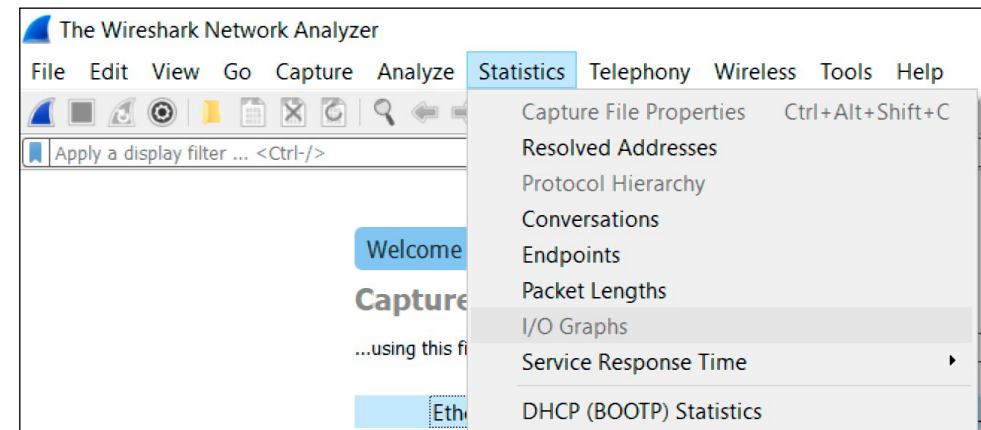 The Wireshark Network Analyzer
File Edit View Go Capture Analyze Statistics Telephony Wireless Tools Help
Capture File Properties Ctrl+Alt+Shift+C
Apply a display filter ... <Ctrl-/>
Resolved Addresses
Protocol Hierarchy
Conversations
Welcome
Endpoints
Capture
Packet Lengths
I/O Graphs
...using this fi
Service Response Time
Eth
DHCP (BOOTP) Statistics